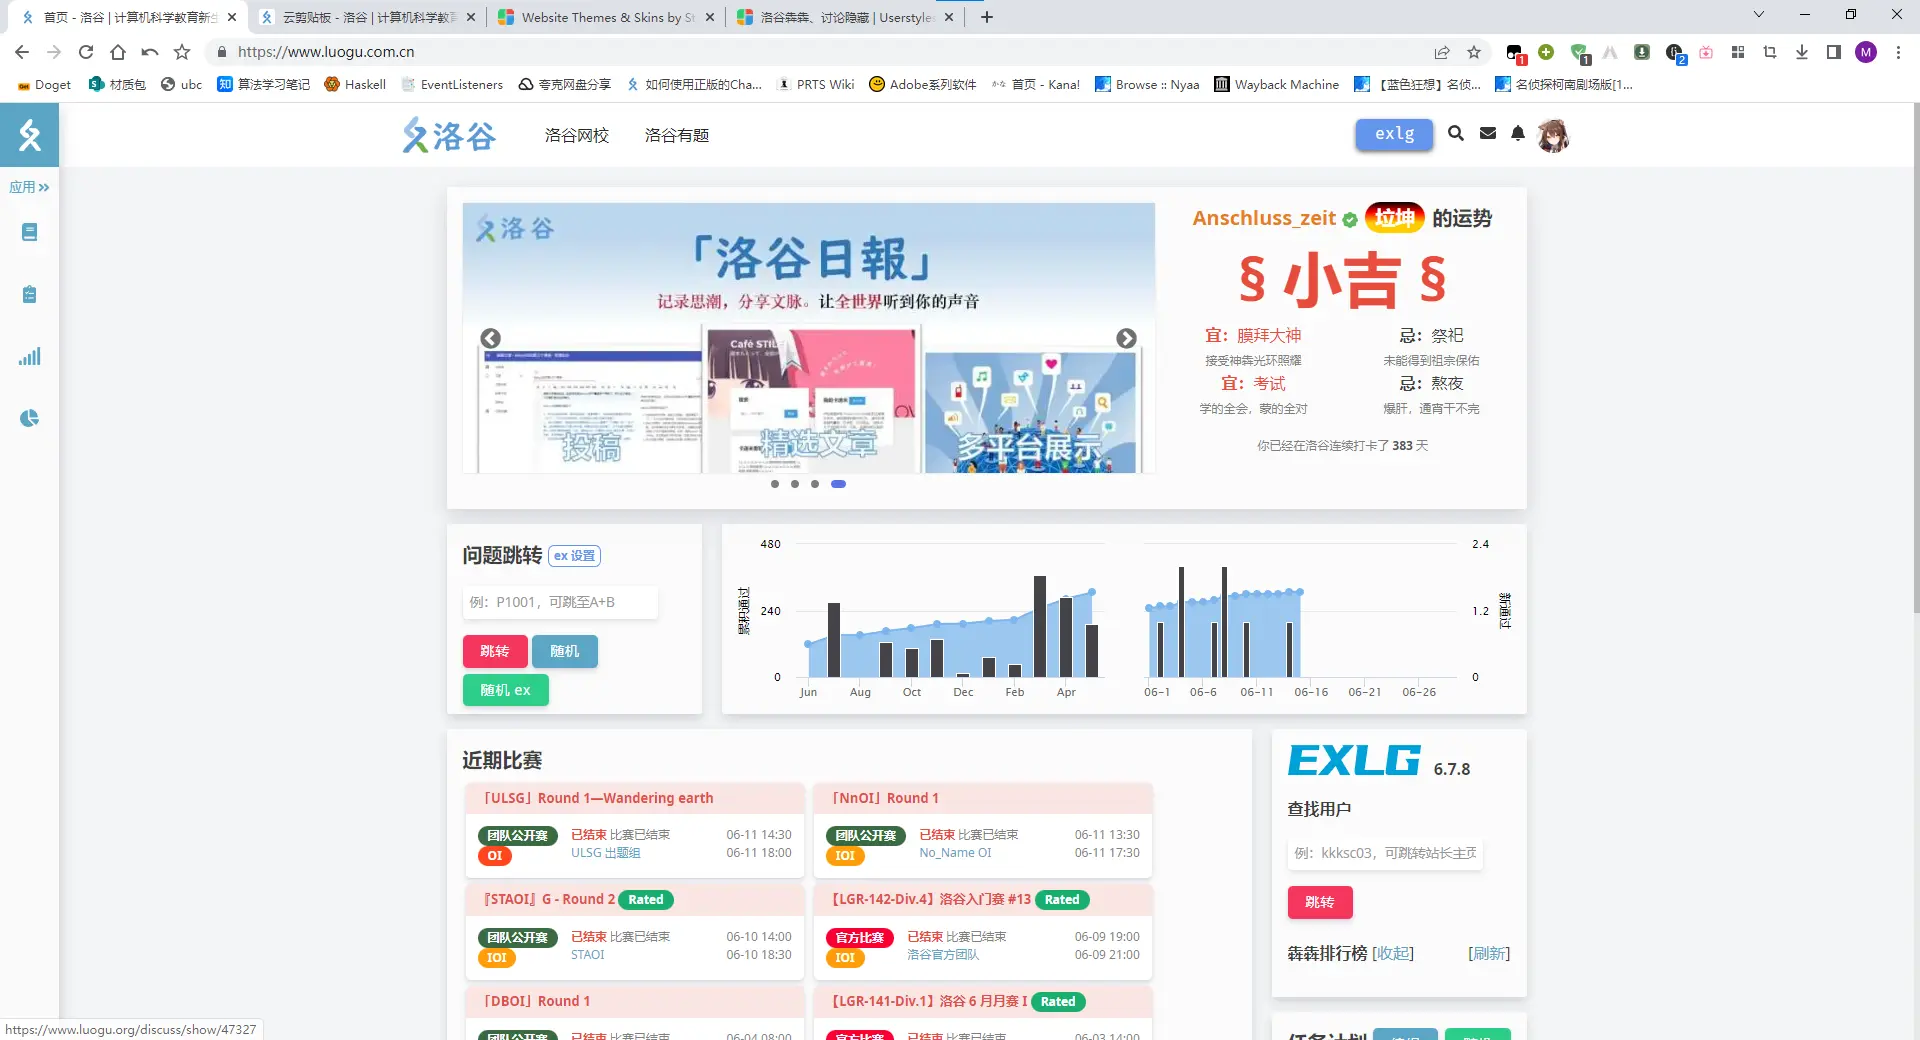 首页 - 洛谷 | 计算机科学教育新生
云剪贴板 - 洛谷 | 计算机科学教育
Website Themes & Skins by St
洛谷犇犇、讨论隐藏 | Userstyles
https://www.luogu.com.cn
1
1
2
M
Doget
材质包
ubc
知 算法学习笔记
Haskell
EventListeners
夸克网盘分享
如何使用正版的Cha...
PRTS Wiki
Adobe系列软件
首页 - Kana!
Browse :: Nyaa
Wayback Machine
【蓝色狂想】名侦...
名侦探柯南剧场版[1...
洛谷
洛谷网校
洛谷有题
exlg
应用
洛谷
「洛谷日報」
记录思潮，分享文脉。让全世界听到你的声音
投稿
精选文章
多平台展示
Anschluss_zeit 垃坤 的运势
§ 小吉 §
宜：膜拜大神
忌：祭祀
接受神犇光环照耀
未能得到祖宗保佑
宜：考试
忌：熬夜
学的全会，蒙的全对
爆肝，通宵干不完
你已经在洛谷连续打卡了 383 天
问题跳转 ex 设置
例：P1001，可跳至A+B
跳转
随机
随机 ex
480
240
0
累积通过
Jun
Aug
Oct
Dec
Feb
Apr
2.4
1.2
0
新通过
06-1
06-6
06-11
06-16
06-21
06-26
近期比赛
「ULSG」Round 1—Wandering earth
团队公开赛 已结束 比赛已结束 06-11 14:30
OI ULSG 出题组 06-11 18:00
「NnOI」Round 1
团队公开赛 已结束 比赛已结束 06-11 13:30
IOI No_Name OI 06-11 17:30
『STAOI』G - Round 2 Rated
团队公开赛 已结束 比赛已结束 06-10 14:00
IOI STAOI 06-10 18:30
【LGR-142-Div.4】洛谷入门赛 #13 Rated
官方比赛 已结束 比赛已结束 06-09 19:00
IOI 洛谷官方团队 06-09 21:00
「DBOI」Round 1
团队公开赛 已结束 比赛已结束 06-04 08:00
【LGR-141-Div.1】洛谷 6 月月赛 I Rated
官方比赛 已结束 比赛已结束 06-03 14:00
EXLG 6.7.8
查找用户
例：kkksc03，可跳转站长主页
跳转
犇犇排行榜 [收起]
[刷新]
任务计划
https://www.luogu.org/discuss/show/47327